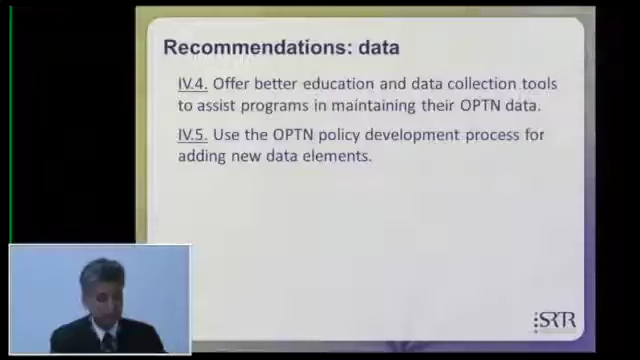 Recommendations: data
IV.4. Offer better education and data collection tools
to assist programs in maintaining their OPTN data.
IV.5. Use the OPTN policy development process for
adding new data elements.
SRTR